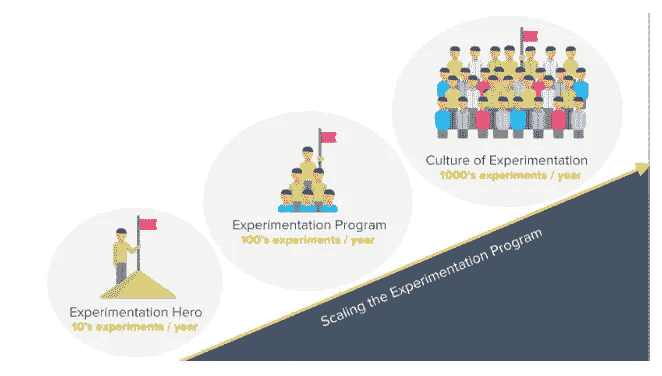 Culture of Experimentation
1000's experiments / year
Experimentation Program
100's experiments / year
Experimentation Hero
10's experiments / year
Scaling the Experimentation Program